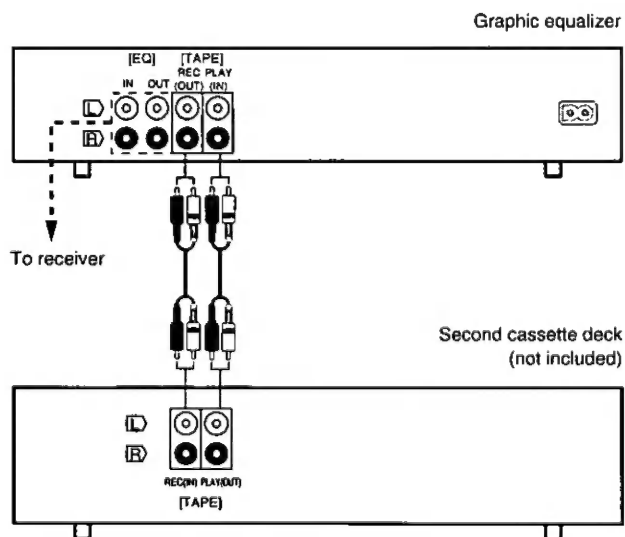 Graphic equalizer
[EQ] [TAPE]
REC PLAY
IN OUT (OUT) (IN)
L
R
To receiver
Second cassette deck
(not included)
L
R
REC(IN) PLAY(OUT)
[TAPE]